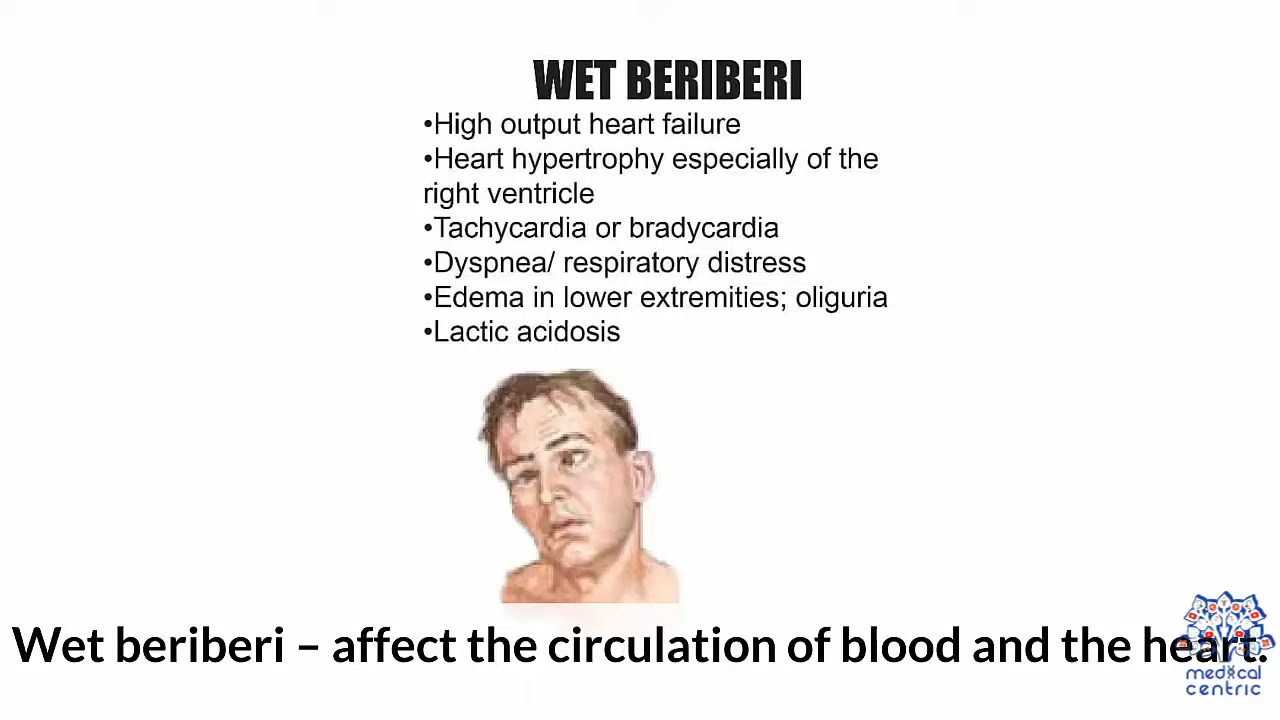 WET BERIBERI
•High output heart failure
•Heart hypertrophy especially of the
right ventricle
•Tachycardia or bradycardia
•Dyspnea/ respiratory distress
•Edema in lower extremities; oliguria
•Lactic acidosis
Wet beriberi – affect the circulation of blood and the heart.
medical
centric